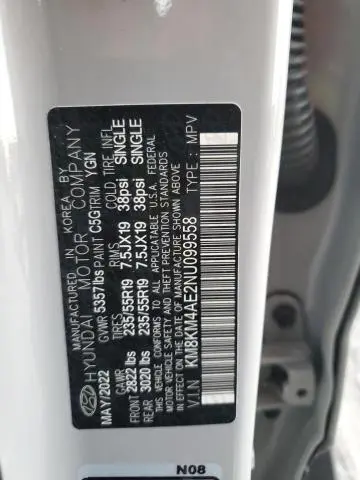 MANUFACTURED IN KOREA BY
HYUNDAI MOTOR COMPANY
MAY/2022 GVWR 5357lbs PAINT C5G TRIM YGN
GAWR TIRES RIMS COLD TIRE INFL
FRONT 2822 lbs 235/55R19 7.5JX19 38psi SINGLE
REAR 3020 lbs 235/55R19 7.5JX19 38psi SINGLE
THIS VEHICLE CONFORMS TO ALL APPLICABLE U.S.A. FEDERAL
MOTOR VEHICLE SAFETY AND THEFT PREVENTION STANDARDS
IN EFFECT ON THE DATE OF MANUFACTURE SHOWN ABOVE.
V.I.N KM8KM4AE2NU099558 TYPE : MPV
N08